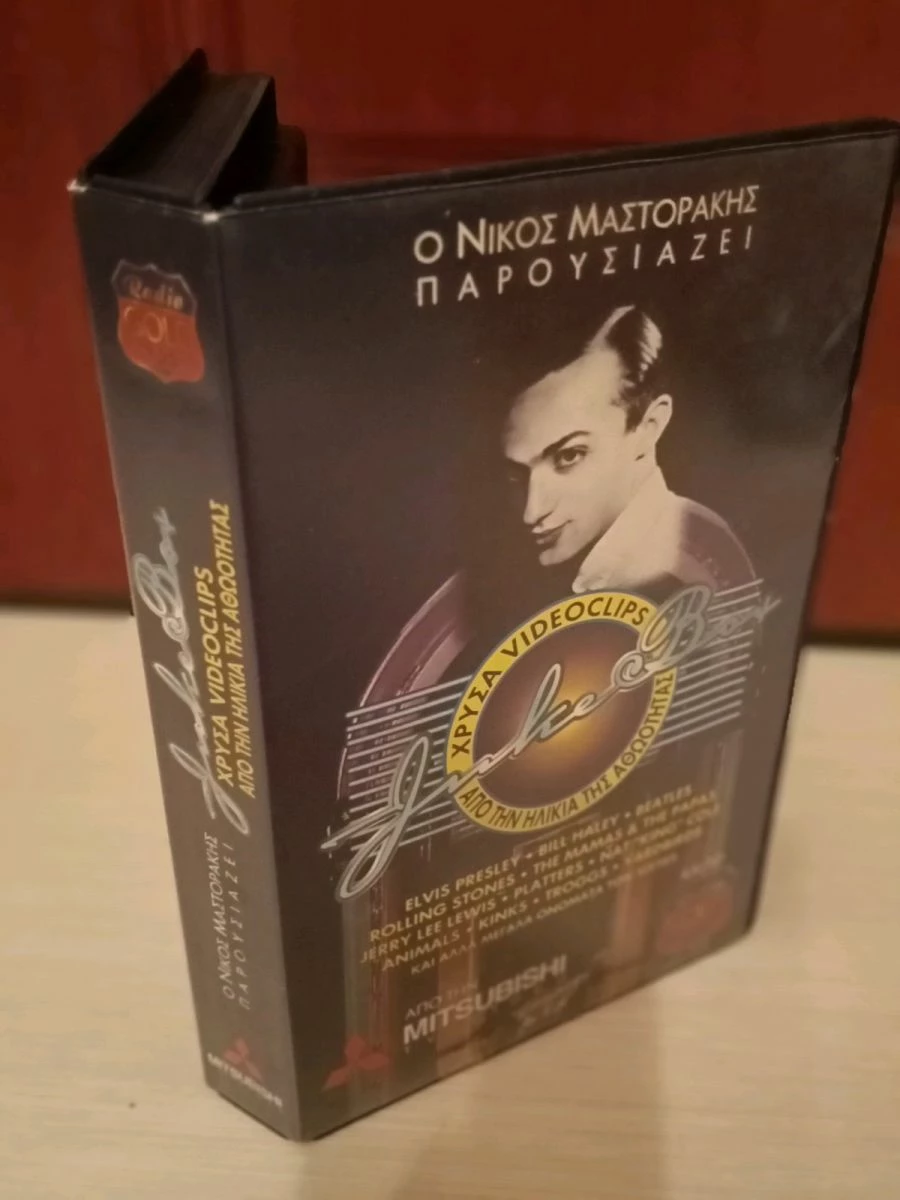 Ο ΝΙΚΟΣ ΜΑΣΤΟΡΑΚΗΣ
ΠΑΡΟΥΣΙΑΖΕΙ
ΧΡΥΣΑ VIDEOCLIPS
Juke Box
ΑΠΟ ΤΗΝ ΗΛΙΚΙΑ ΤΗΣ ΑΘΩΟΤΗΤΑΣ
ELVIS PRESLEY • BILL HALEY • BEATLES
ROLLING STONES • THE MAMAS & THE PAPAS
JERRY LEE LEWIS • PLATTERS • NAT "KING" COLE
ANIMALS • KINKS • TROGGS •
ΚΑΙ ΑΛΛΑ ΜΕΓΑΛΑ ΟΝΟΜΑΤΑ
ΑΠΟ ΤΗΝ
MITSUBISHI
Radio
GOLD
Juke Box
ΧΡΥΣΑ VIDEOCLIPS
ΑΠΟ ΤΗΝ ΗΛΙΚΙΑ ΤΗΣ ΑΘΩΟΤΗΤΑΣ
Ο ΝΙΚΟΣ ΜΑΣΤΟΡΑΚΗΣ
ΠΑΡΟΥΣΙΑΖΕΙ
MITSUBISHI